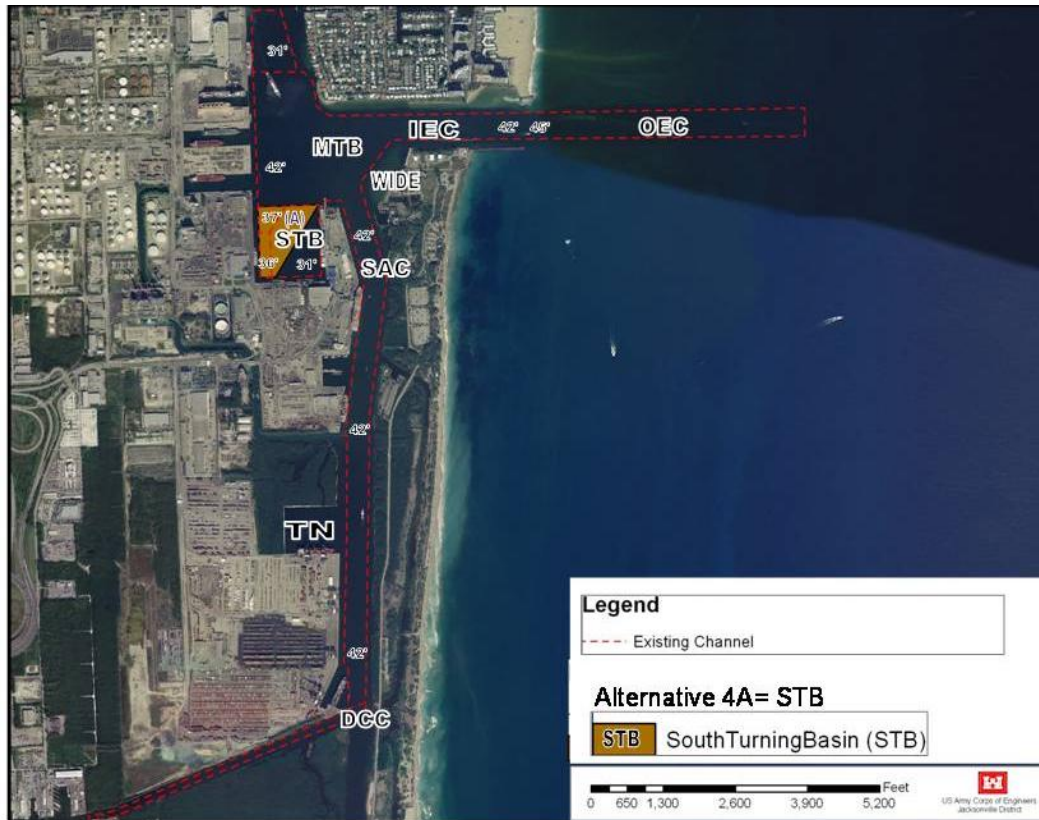 31'
IEC
42'
45'
OEC
MTB
42'
WIDE
37' (A)
STB
42'
36'
31'
SAC
42'
TN
42'
DCC
Legend
Existing Channel
Alternative 4A= STB
STB SouthTurningBasin (STB)
Feet
0 650 1,300 2,600 3,900 5,200
US Army Corps of Engineers
Jacksonville District